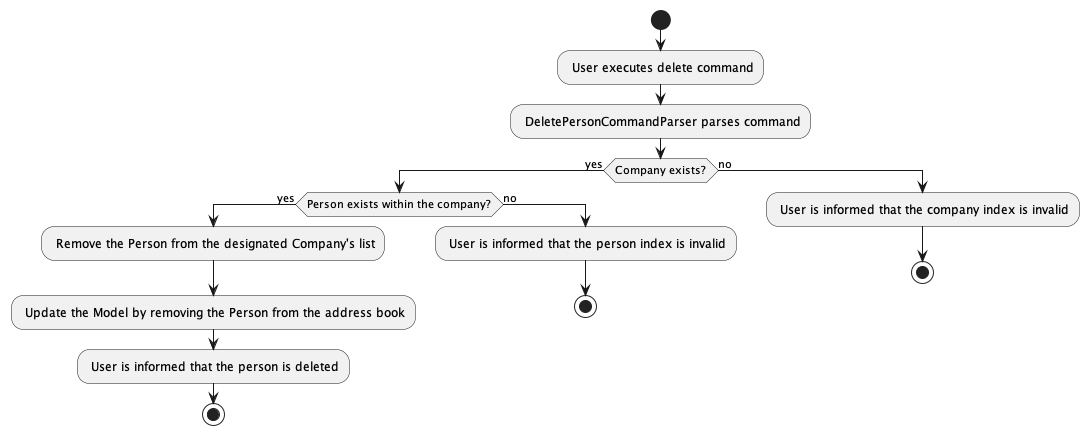 User executes delete command
DeletePersonCommandParser parses command
yes
Company exists?
no
yes
Person exists within the company?
no
User is informed that the company index is invalid
Remove the Person from the designated Company's list
User is informed that the person index is invalid
Update the Model by removing the Person from the address book
User is informed that the person is deleted